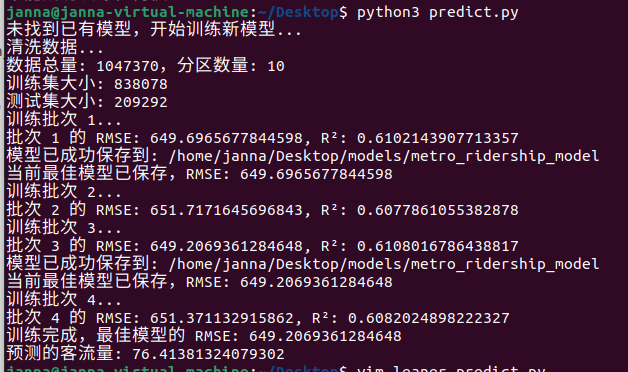 janna@janna-virtual-machine:~/Desktop$ python3 predict.py
未找到已有模型，开始训练新模型...
清洗数据...
数据总量: 1047370，分区数量: 10
训练集大小: 838078
测试集大小: 209292
训练批次 1...
批次 1 的 RMSE: 649.6965677844598, R²: 0.6102143907713357
模型已成功保存到: /home/janna/Desktop/models/metro_ridership_model
当前最佳模型已保存，RMSE: 649.6965677844598
训练批次 2...
批次 2 的 RMSE: 651.7171645696843, R²: 0.6077861055382878
训练批次 3...
批次 3 的 RMSE: 649.2069361284648, R²: 0.6108016786438817
模型已成功保存到: /home/janna/Desktop/models/metro_ridership_model
当前最佳模型已保存，RMSE: 649.2069361284648
训练批次 4...
批次 4 的 RMSE: 651.371132915862, R²: 0.6082024898222327
训练完成，最佳模型的 RMSE: 649.2069361284648
预测的客流量: 76.41381324079302
janna@janna-virtual-machine:~/Desktop$ vim leaner_predict.py